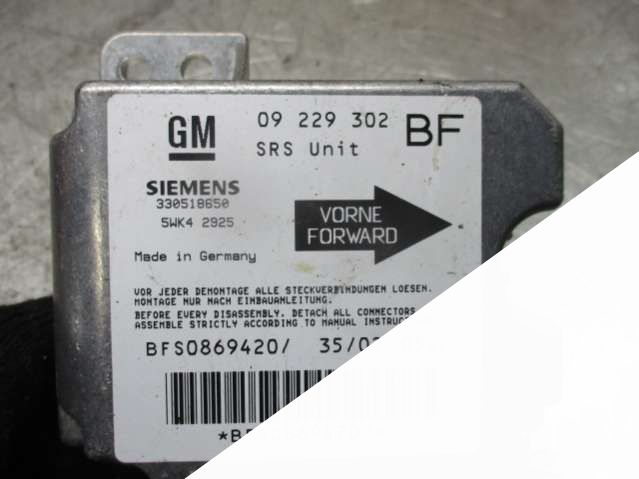 GM 09 229 302 BF
SRS Unit
SIEMENS
330518650
5WK4 2925
VORNE
FORWARD
Made in Germany
VOR JEDER DEMONTAGE ALLE STECKVERBINDUNGEN LOESEN.
MONTAGE NUR NACH EINBAUANLEITUNG.
BEFORE EVERY DISASSEMBLY, DETACH ALL CONNECTORS
ASSEMBLE STRICTLY ACCORDING TO MANUAL
BFS0869420/